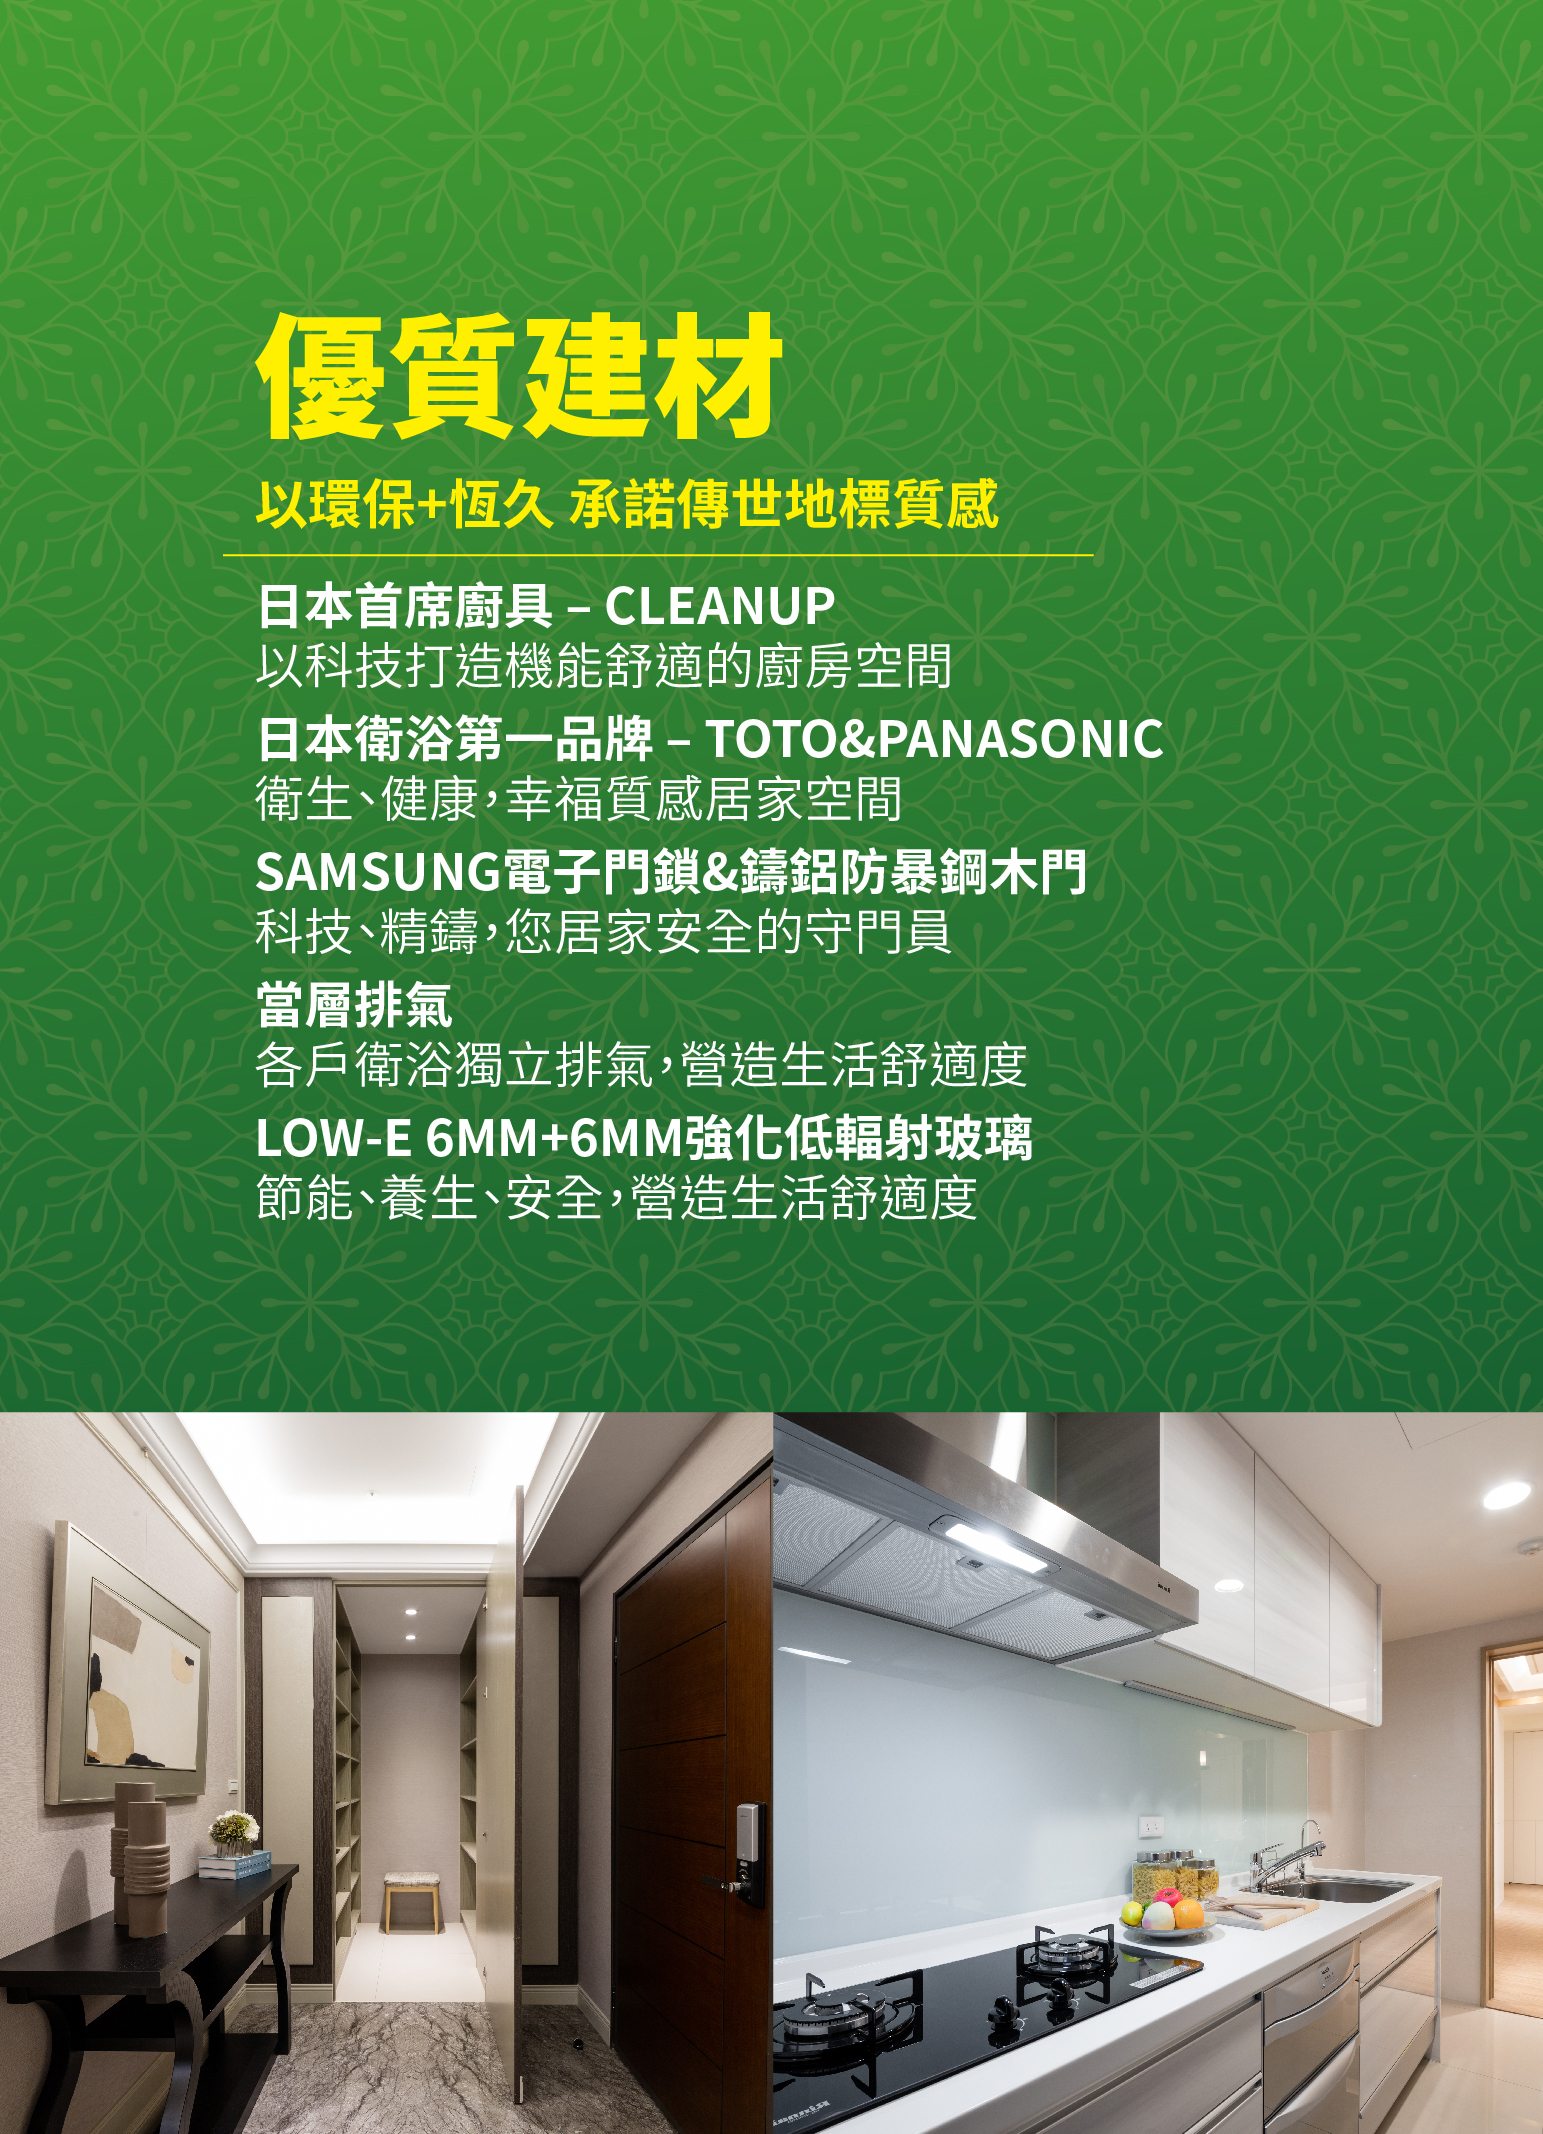 優質建材
以環保+恆久 承諾傳世地標質感
日本首席廚具 – CLEANUP
以科技打造機能舒適的廚房空間
日本衛浴第一品牌 – TOTO&PANASONIC
衛生、健康，幸福質感居家空間
SAMSUNG電子門鎖&鑄鋁防暴鋼木門
科技、精鑄，您居家安全的守門員
當層排氣
各戶衛浴獨立排氣，營造生活舒適度
LOW-E 6MM+6MM強化低輻射玻璃
節能、養生、安全，營造生活舒適度